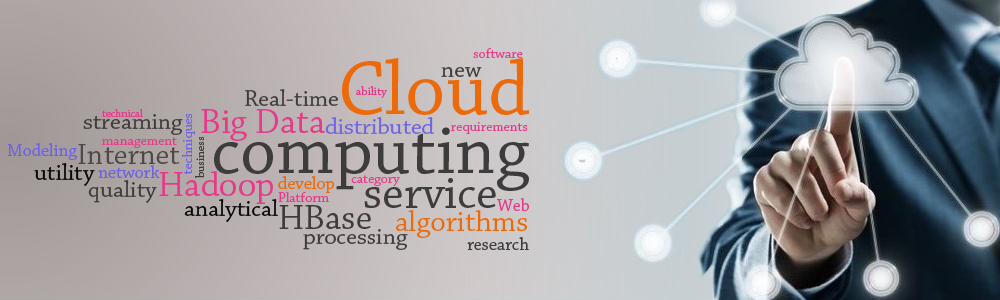 software
new
Cloud
ability
Real-time
technical
streaming
techniques
Big Data
distributed
requirements
business
management
Modeling
Internet
computing
utility
network
quality
Hadoop
develop
category
service
Platform
Web
analytical
HBase
algorithms
processing
research